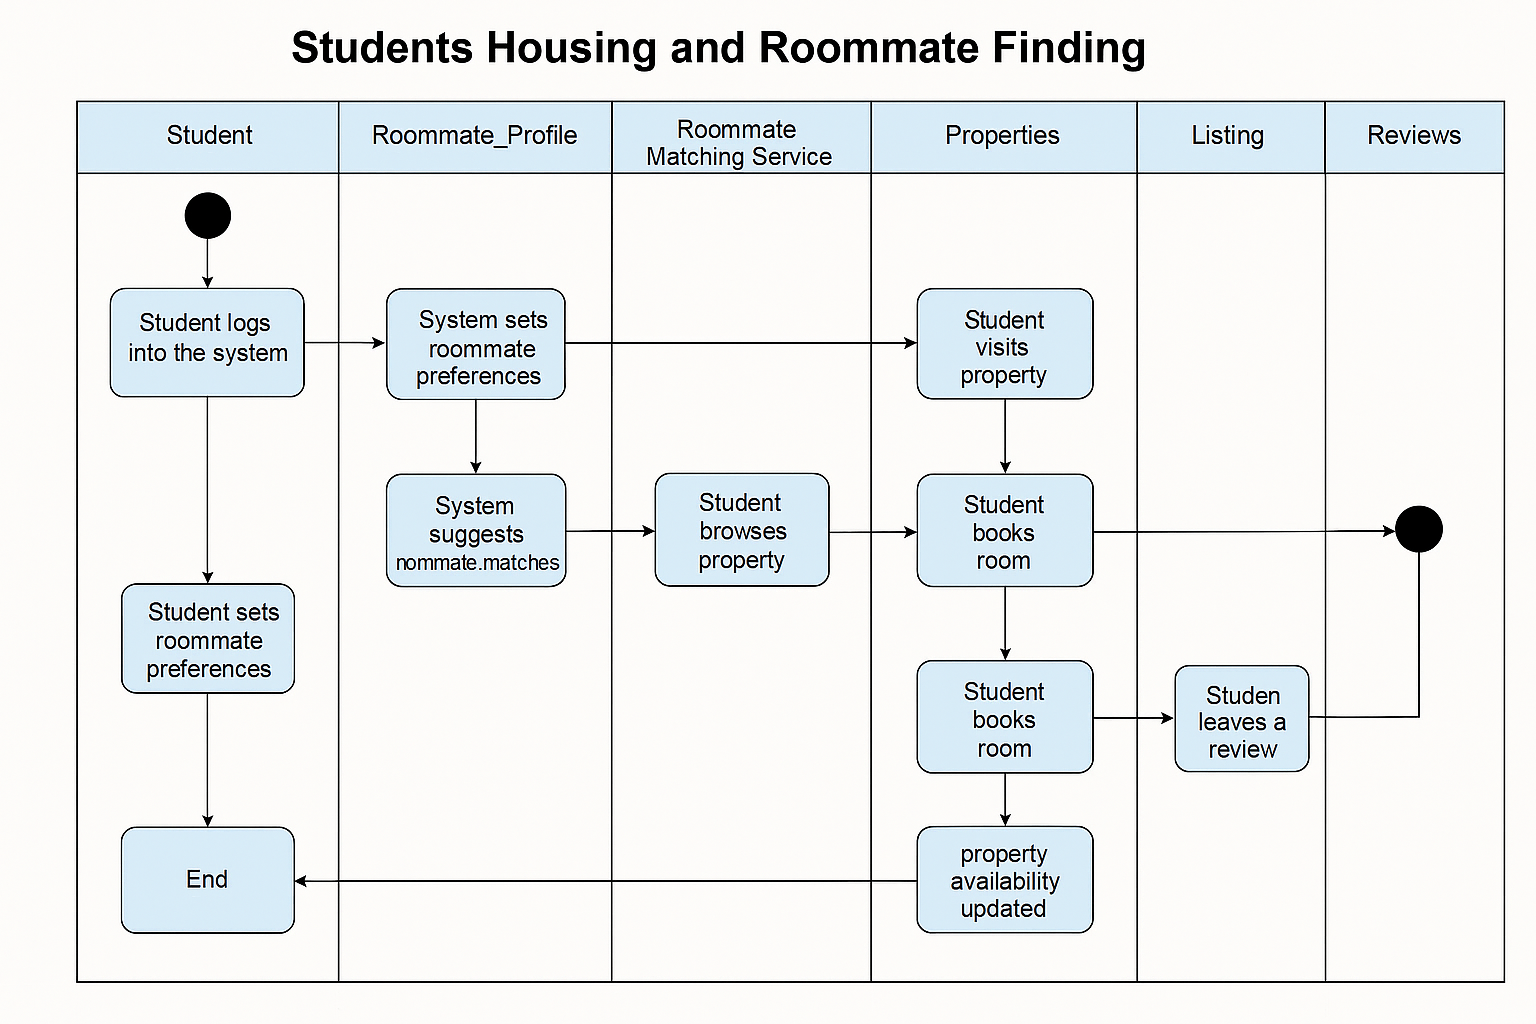 Students Housing and Roommate Finding
Student
Roommate_Profile
Roommate
Matching Service
Properties
Listing
Reviews
Student logs
into the system
System sets
roommate
preferences
Student
visits
property
System
suggests
nommate.matches
Student
browses
property
Student
books
room
Student sets
roommate
preferences
Student
books
room
Studen
leaves a
review
End
property
availability
updated